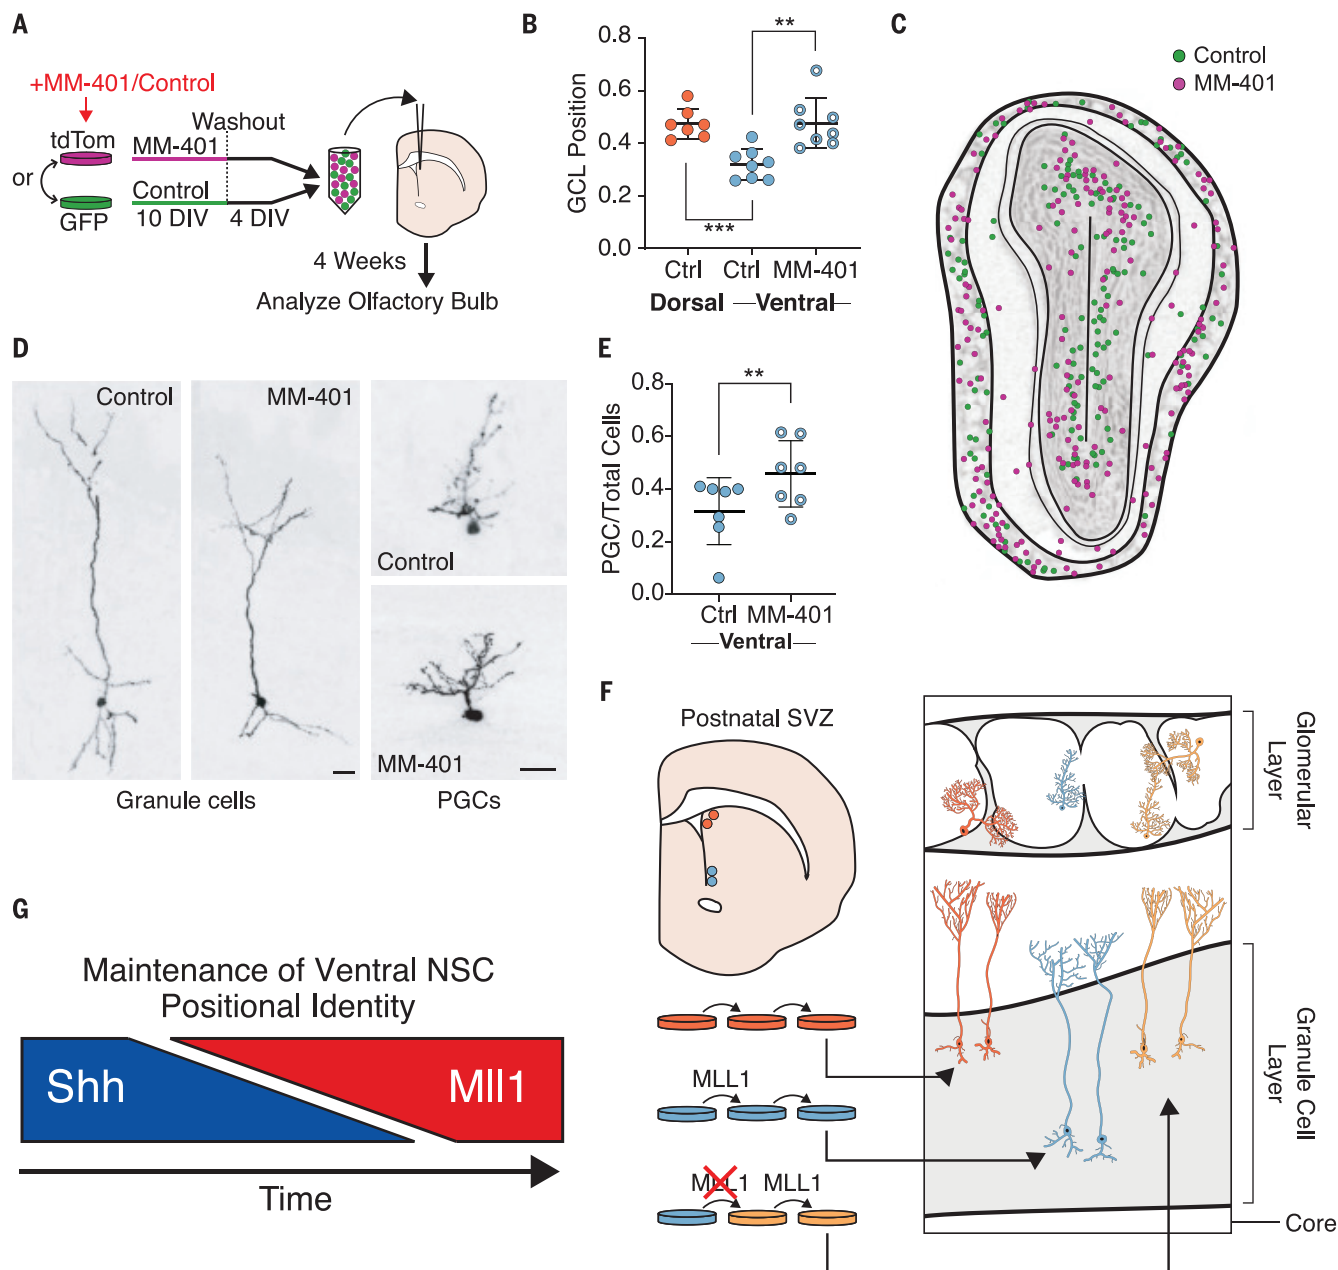 A
+MM-401/Control
tdTom
or
GFP
MM-401
Washout
Control
10 DIV
4 DIV
4 Weeks
Analyze Olfactory Bulb
B
GCL Position
0.8
0.6
0.4
0.2
0.0
**
***
Ctrl
Ctrl
MM-401
Dorsal
Ventral
C
Control
MM-401
D
Control
MM-401
Control
MM-401
Granule cells
PGCs
E
PGC/Total Cells
0.8
0.6
0.4
0.2
0.0
**
Ctrl
MM-401
Ventral
F
Postnatal SVZ
MLL1
MLL1
MLL1
Glomerular
Layer
Granule Cell
Layer
Core
G
Maintenance of Ventral NSC
Positional Identity
Shh
Mll1
Time